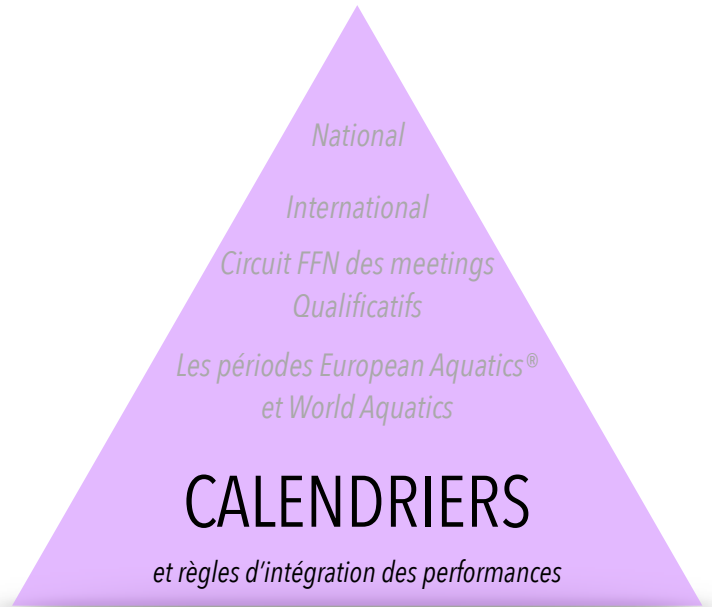 National
International
Circuit FFN des meetings
Qualificatifs
Les périodes European Aquatics®
et World Aquatics
CALENDRIERS
et règles d’intégration des performances